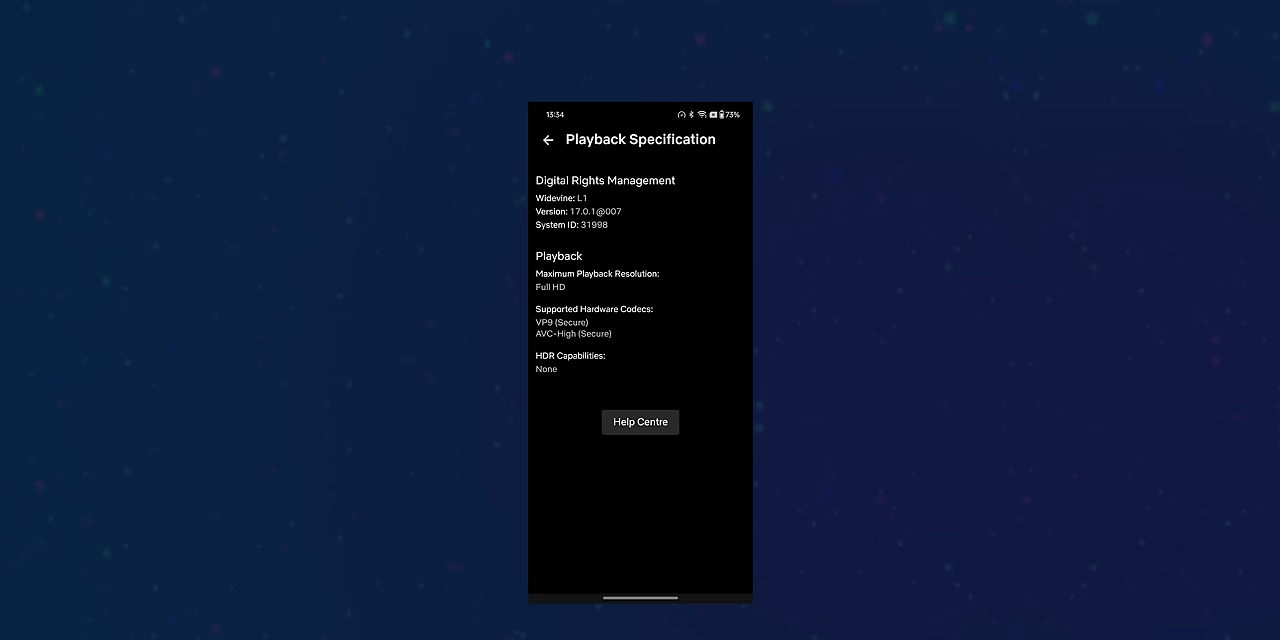 13:34 73%
Playback Specification
Digital Rights Management
Widevine: L1
Version: 17.0.1@007
System ID: 31998
Playback
Maximum Playback Resolution:
Full HD
Supported Hardware Codecs:
VP9 (Secure)
AVC-High (Secure)
HDR Capabilities:
None
Help Centre